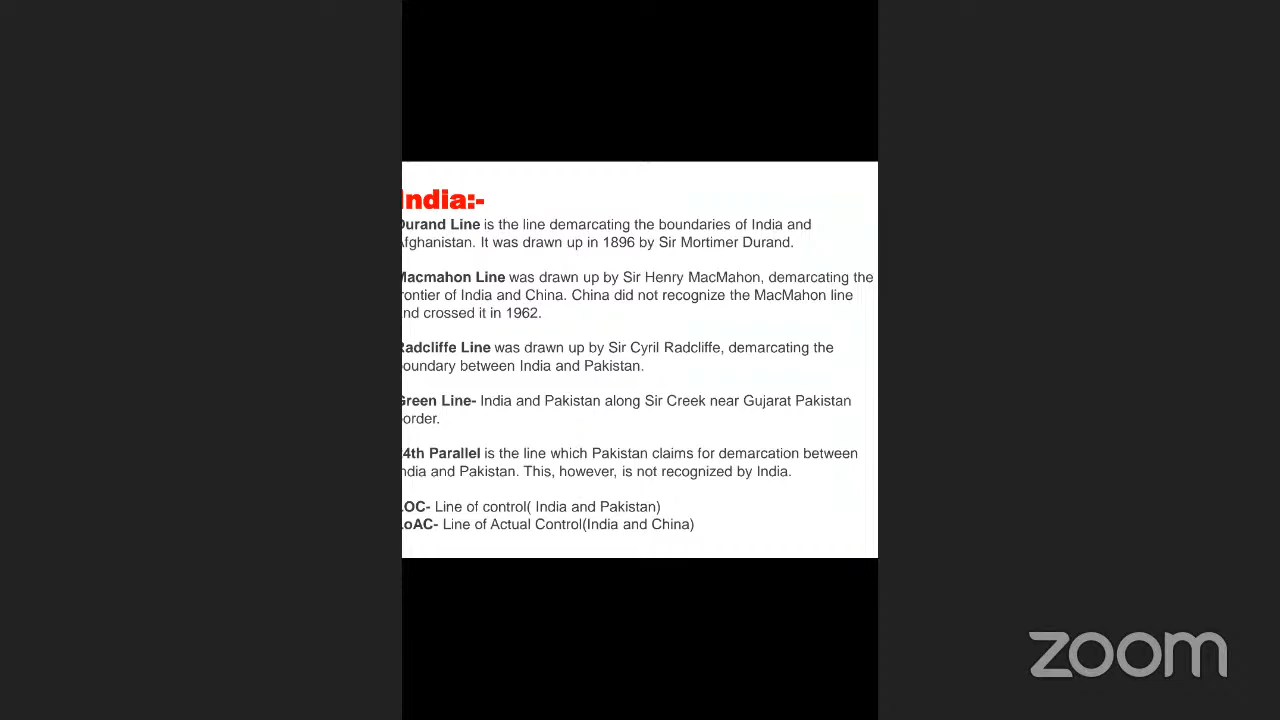 India:-
Durand Line is the line demarcating the boundaries of India and
Afghanistan. It was drawn up in 1896 by Sir Mortimer Durand.
Macmahon Line was drawn up by Sir Henry MacMahon, demarcating the
frontier of India and China. China did not recognize the MacMahon line
and crossed it in 1962.
Radcliffe Line was drawn up by Sir Cyril Radcliffe, demarcating the
boundary between India and Pakistan.
Green Line- India and Pakistan along Sir Creek near Gujarat Pakistan
border.
4th Parallel is the line which Pakistan claims for demarcation between
India and Pakistan. This, however, is not recognized by India.
LOC- Line of control( India and Pakistan)
LoAC- Line of Actual Control(India and China)
zoom